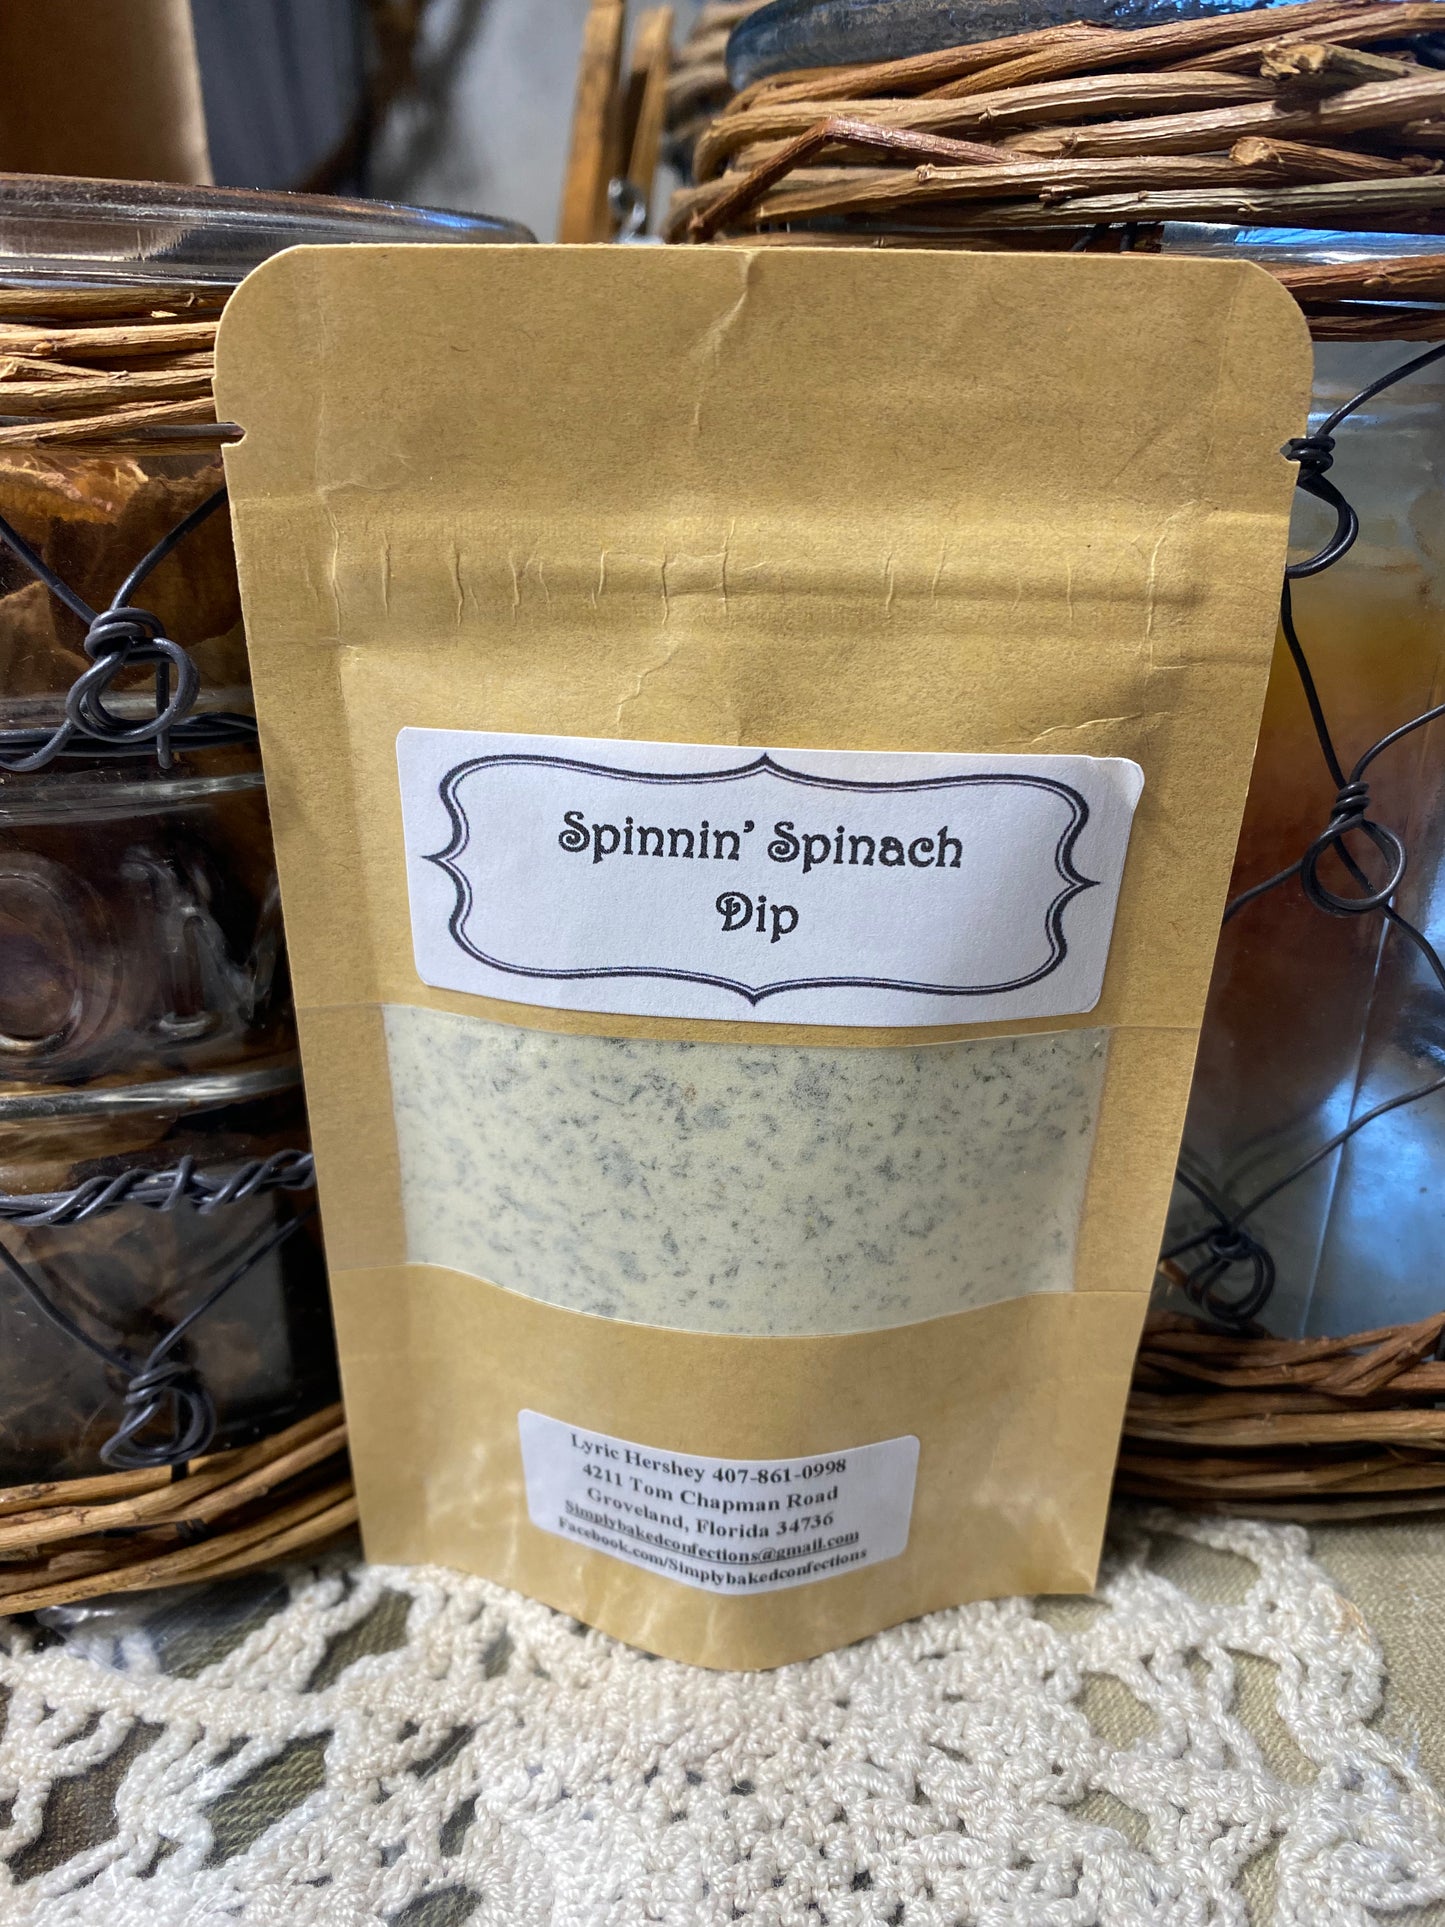 Spinnin' Spinach
Dip
Lyric Hershey 407-861-0998
4211 Tom Chapman Road
Groveland, Florida 34736
Simplybakedconfections@gmail.com
Facebook.com/Simplybakedconfections